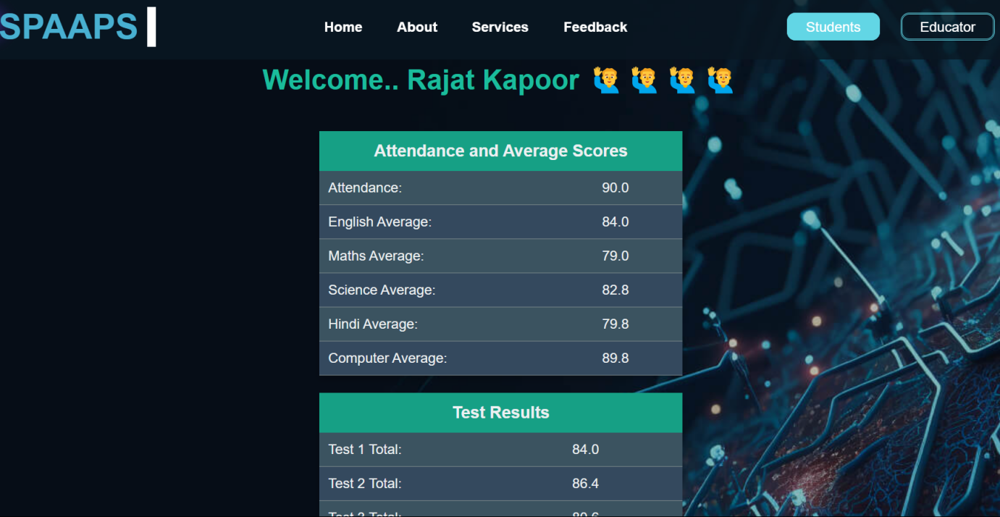 SPAAPS
Home About Services Feedback
Students Educator
Welcome.. Rajat Kapoor 🙋‍♂️ 🙋‍♂️ 🙋‍♂️ 🙋‍♂️
Attendance and Average Scores
Attendance: 90.0
English Average: 84.0
Maths Average: 79.0
Science Average: 82.8
Hindi Average: 79.8
Computer Average: 89.8
Test Results
Test 1 Total: 84.0
Test 2 Total: 86.4
Test 3 Total: 80.6